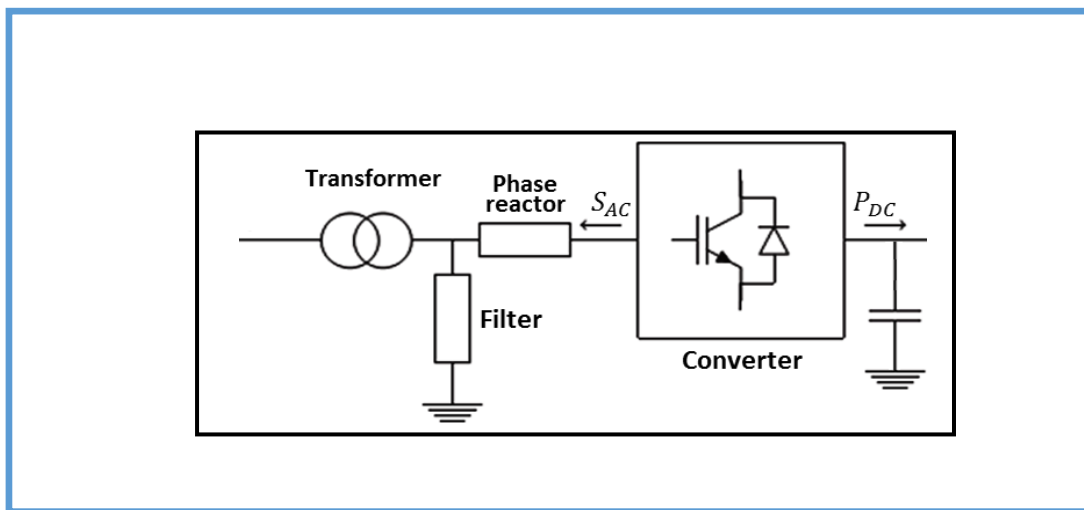 Transformer
Phase
reactor
S_AC
P_DC
Filter
Converter